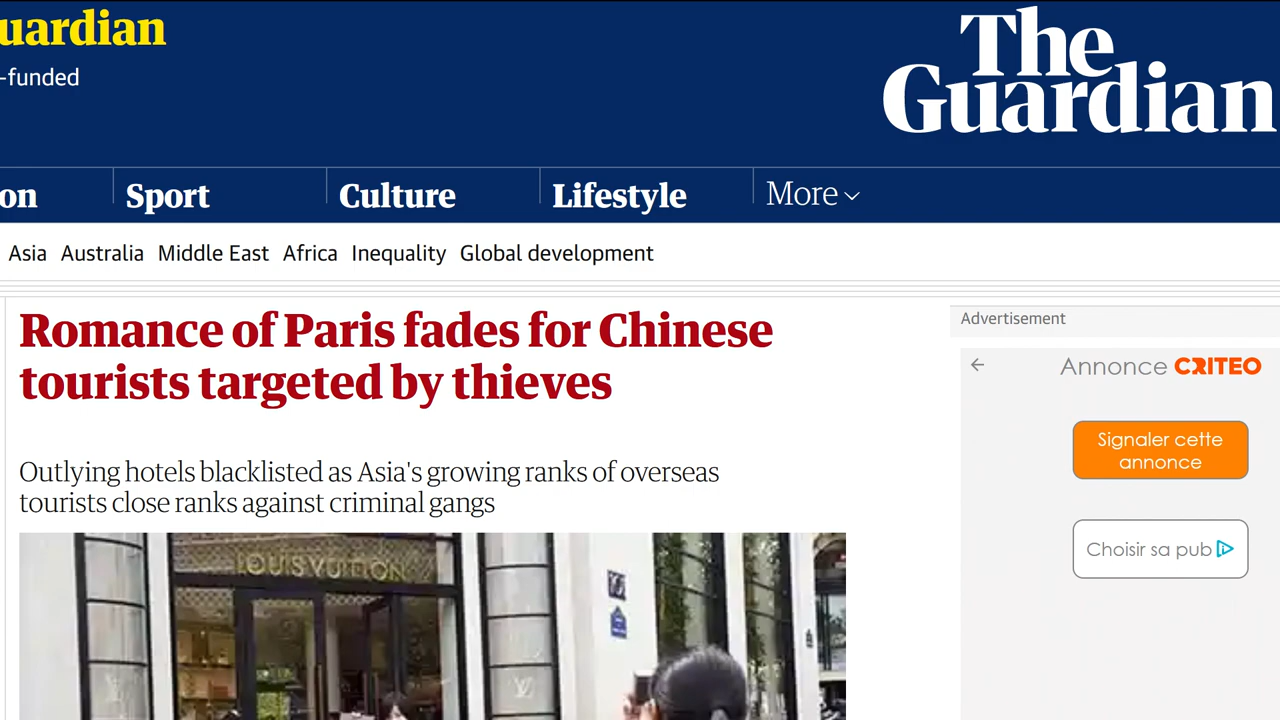 uardian
-funded
The
Guardian
on
Sport
Culture
Lifestyle
More
Asia Australia Middle East Africa Inequality Global development
Romance of Paris fades for Chinese
tourists targeted by thieves
Outlying hotels blacklisted as Asia's growing ranks of overseas
tourists close ranks against criminal gangs
LOUIS VUITTON
Advertisement
Annonce CRITEO
Signaler cette
annonce
Choisir sa pub